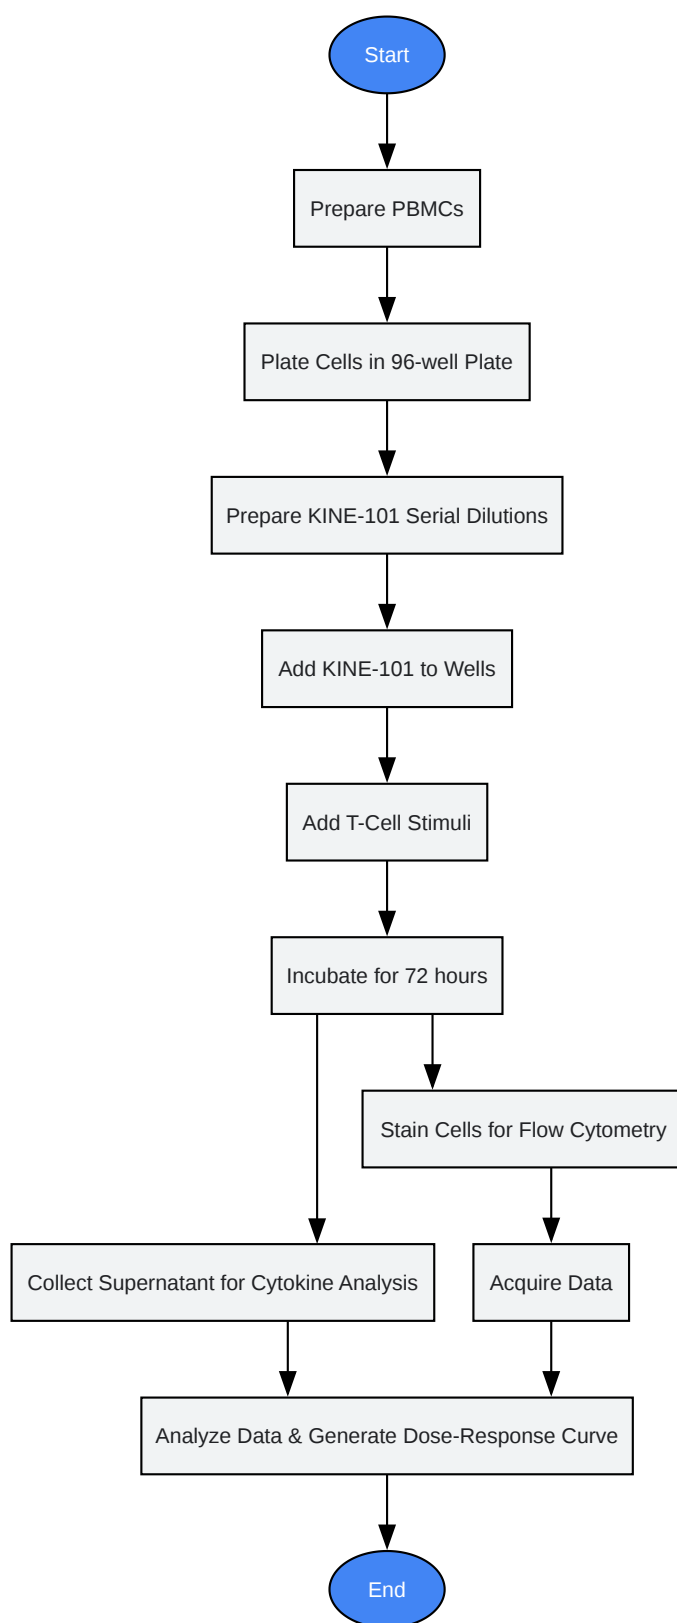 Start
Prepare PBMCs
Plate Cells in 96-well Plate
Prepare KINE-101 Serial Dilutions
Add KINE-101 to Wells
Add T-Cell Stimuli
Incubate for 72 hours
Stain Cells for Flow Cytometry
Collect Supernatant for Cytokine Analysis
Acquire Data
Analyze Data & Generate Dose-Response Curve
End